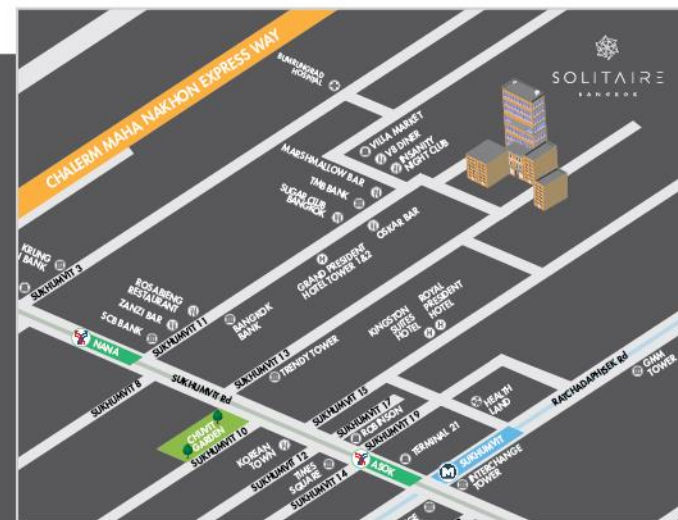 SOLITAIRE
BANGKOK
CHALERM MAHA NAKHON EXPRESS WAY
BUMRUNGRAD
HOSPITAL
VILLA MARKET
V8 DINER
INSANITY
NIGHT CLUB
MARSHMALLOW BAR
TMB BANK
SUGAR CLUB
BANGKOK
OSKAR BAR
GRAND PRESIDENT
HOTEL TOWER 1&2
KRUNG
BANK
SUKHUMVIT 3
ROSABIENG
RESTAURANT
ZANZI BAR
SCB BANK
SUKHUMVIT 11
BANGKOK
BANK
NANA
SUKHUMVIT 13
TRENDY TOWER
KINGSTON
SUITES
HOTEL
ROYAL
PRESIDENT
HOTEL
SUKHUMVIT 8
SUKHUMVIT Rd
CHUVIT
GARDEN
SUKHUMVIT 10
SUKHUMVIT 15
SUKHUMVIT 17
ROBINSON
SUKHUMVIT 19
HEALTH
LAND
RATCHADAPHISEK Rd
GMM
TOWER
KOREAN
TOWN
SUKHUMVIT 12
TIMES
SQUARE
SUKHUMVIT 14
ASOK
TERMINAL 21
M
SUKHUMVIT
INTERCHANGE
TOWER